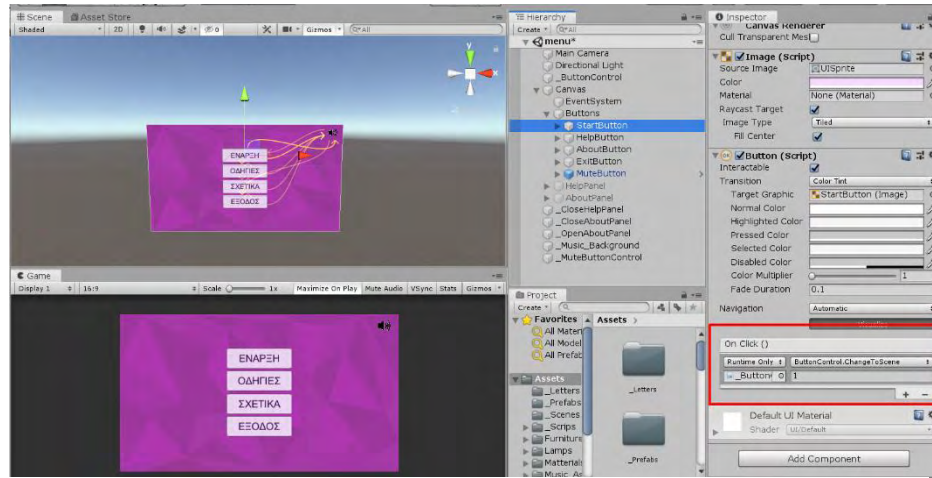 Scene Asset Store
Shaded 2D 0 Gizmos All
ΕΝΑΡΞΗ
ΟΔΗΓΙΕΣ
ΣΧΕΤΙΚΑ
ΕΞΟΔΟΣ
Game
Display 1 16:9 Scale 1x Maximize On Play Mute Audio VSync Stats Gizmos
ΕΝΑΡΞΗ
ΟΔΗΓΙΕΣ
ΣΧΕΤΙΚΑ
ΕΞΟΔΟΣ
Hierarchy
Create All
menu*
Main Camera
Directional Light
_ButtonControl
Canvas
EventSystem
Buttons
StartButton
HelpButton
AboutButton
ExitButton
MuteButton
HelpPanel
AboutPanel
_CloseHelpPanel
_CloseAboutPanel
_OpenAboutPanel
_Music_Background
_MuteButtonControl
Project
Create
Favorites
All Materi
All Model
All Prefab
Assets
_Letters
_Prefabs
_Scenes
_Scrips
Furniture
Lamps
Matterial
Music_As
Assets
_Letters
_Prefabs
Inspector
Canvas Renderer
Cull Transparent Mesl
Image (Script)
Source Image UISprite
Color
Material None (Material)
Raycast Target
Image Type Tiled
Fill Center
Button (Script)
Interactable
Transition Color Tint
Target Graphic StartButton (Image)
Normal Color
Highlighted Color
Pressed Color
Selected Color
Disabled Color
Color Multiplier 1
Fade Duration 0.1
Navigation Automatic
On Click ()
Runtime Only ButtonControl.ChangeToScene
_Button 1
Default UI Material
Shader UI/Default
Add Component